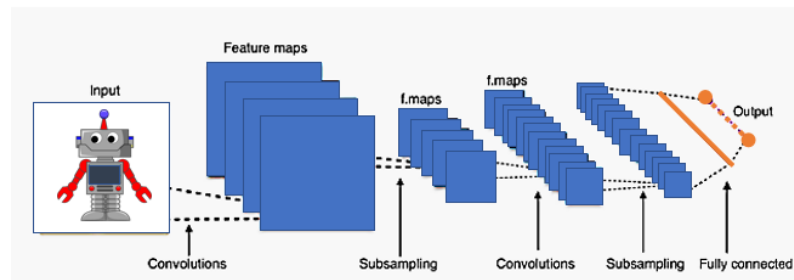 Feature maps
Input
f.maps
f.maps
Output
Convolutions
Subsampling
Convolutions
Subsampling
Fully connected